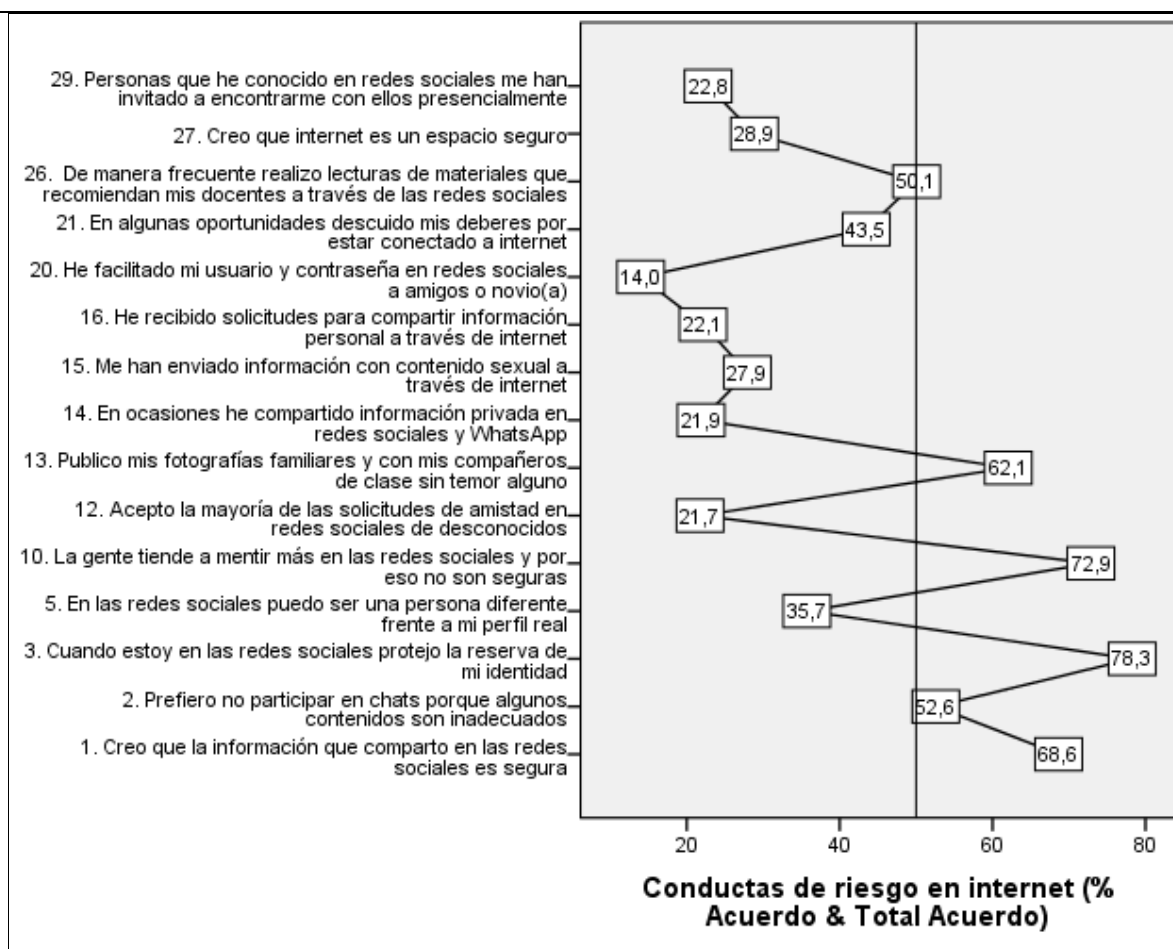 29. Personas que he conocido en redes sociales me han
invitado a encontrarme con ellos presencialmente
22,8
27. Creo que internet es un espacio seguro
28,9
26. De manera frecuente realizo lecturas de materiales que
recomiendan mis docentes a través de las redes sociales
50,1
21. En algunas oportunidades descuido mis deberes por
estar conectado a internet
43,5
20. He facilitado mi usuario y contraseña en redes sociales
a amigos o novio(a)
14,0
16. He recibido solicitudes para compartir información
personal a través de internet
22,1
15. Me han enviado información con contenido sexual a
través de internet
27,9
14. En ocasiones he compartido información privada en
redes sociales y WhatsApp
21,9
13. Publico mis fotografías familiares y con mis compañeros
de clase sin temor alguno
62,1
12. Acepto la mayoría de las solicitudes de amistad en
redes sociales de desconocidos
21,7
10. La gente tiende a mentir más en las redes sociales y por
eso no son seguras
72,9
5. En las redes sociales puedo ser una persona diferente
frente a mi perfil real
35,7
3. Cuando estoy en las redes sociales protejo la reserva de
mi identidad
78,3
2. Prefiero no participar en chats porque algunos
contenidos son inadecuados
52,6
1. Creo que la información que comparto en las redes
sociales es segura
68,6
20 40 60 80
Conductas de riesgo en internet (%
Acuerdo & Total Acuerdo)